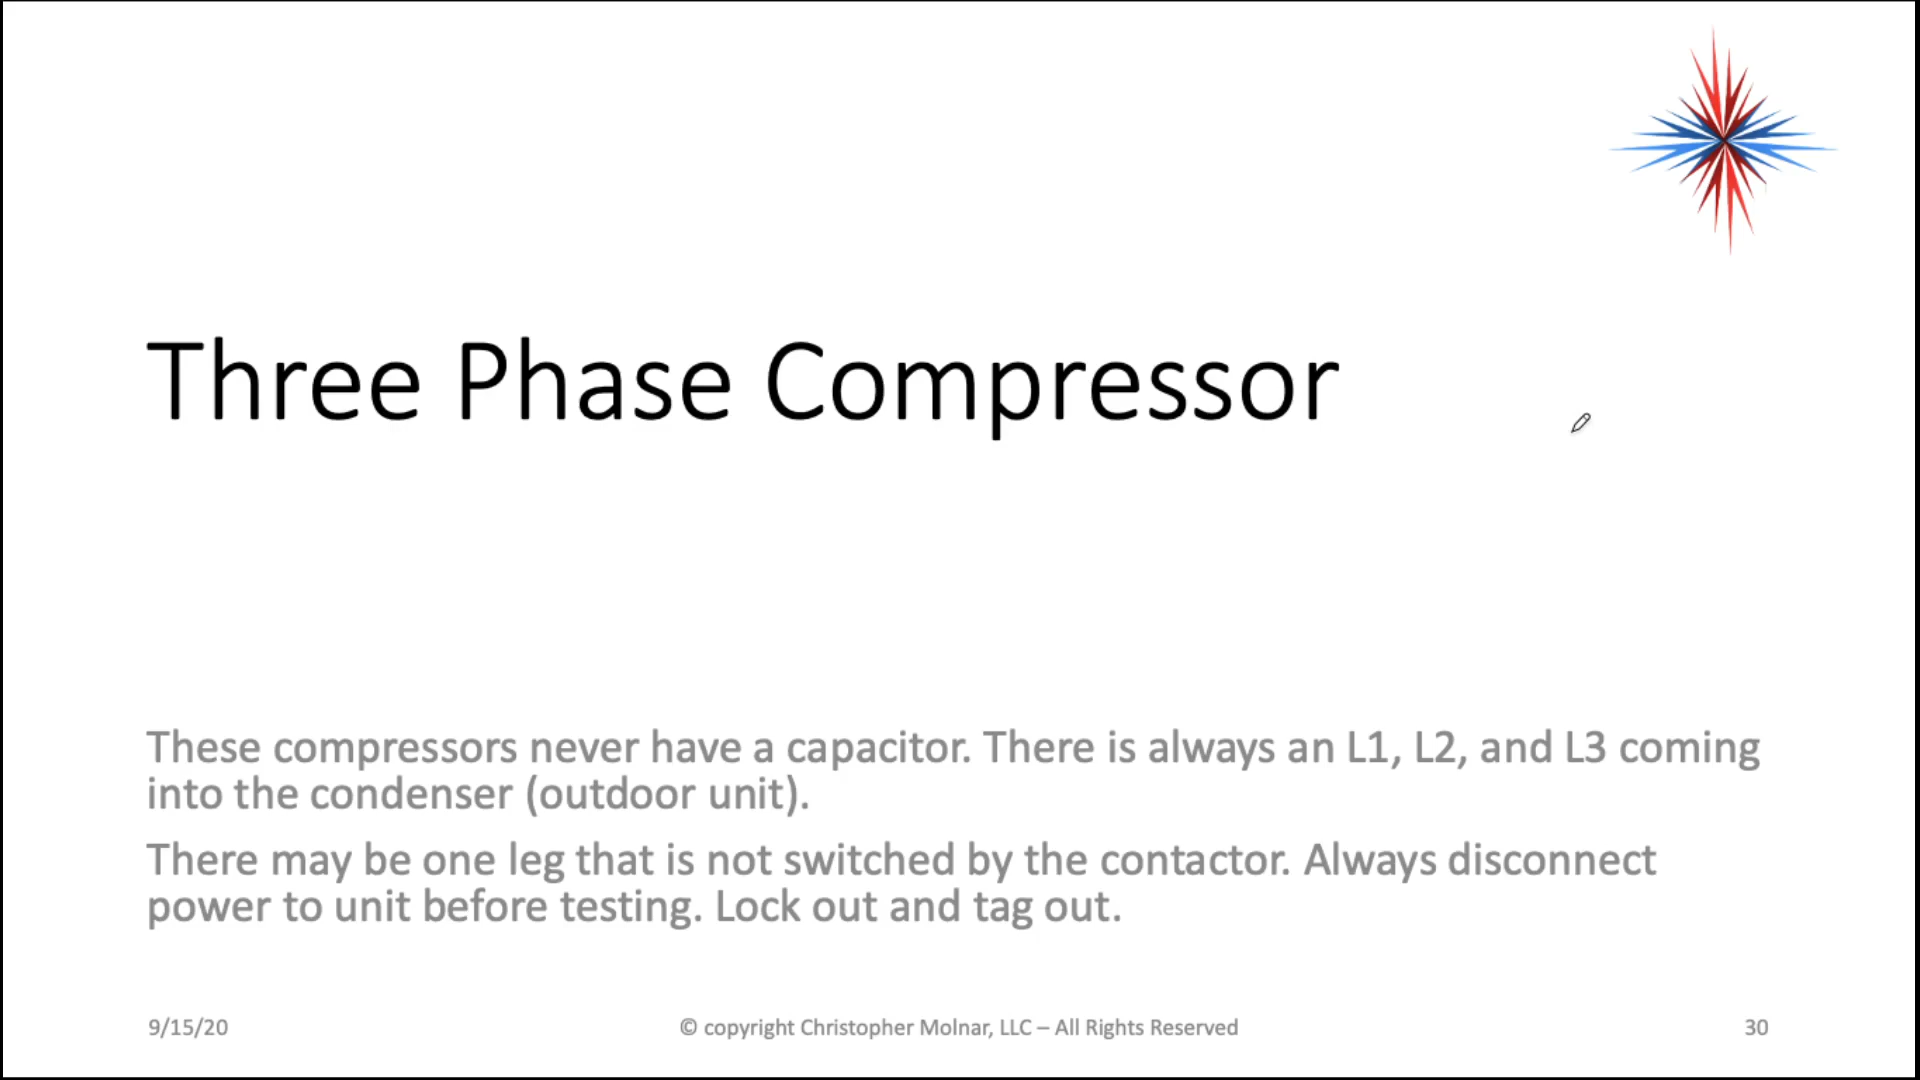 Three Phase Compressor
These compressors never have a capacitor. There is always an L1, L2, and L3 coming
into the condenser (outdoor unit).
There may be one leg that is not switched by the contactor. Always disconnect
power to unit before testing. Lock out and tag out.
9/15/20
© copyright Christopher Molnar, LLC – All Rights Reserved
30